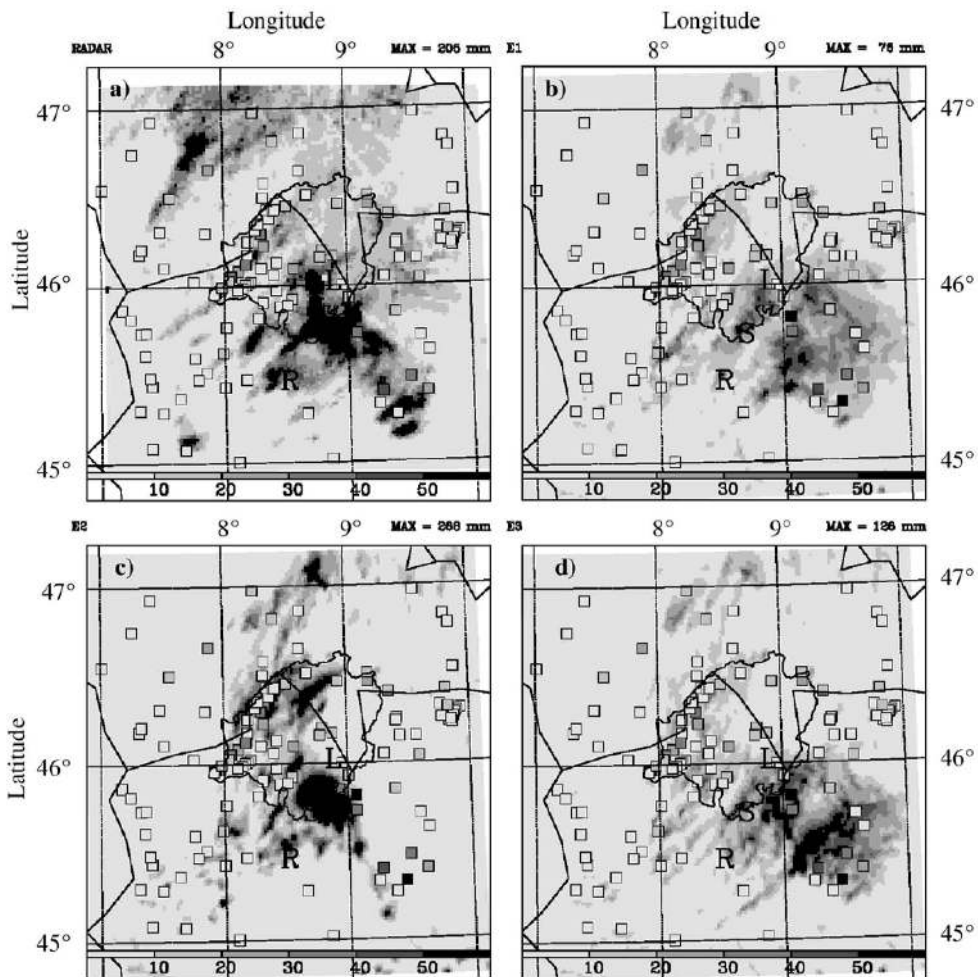 Longitude Longitude
RADAR 8° 9° MAX = 205 mm E1 8° 9° MAX = 76 mm
a) b)
47° 47°
Latitude
46° L L 46°
S S
R R
45° 45°
10 20 30 40 50 10 20 30 40 50
E2 8° 9° MAX = 268 mm E3 8° 9° MAX = 126 mm
c) d)
47° 47°
Latitude
46° L L 46°
S
R R
45° 45°
10 20 30 40 50 10 20 30 40 50